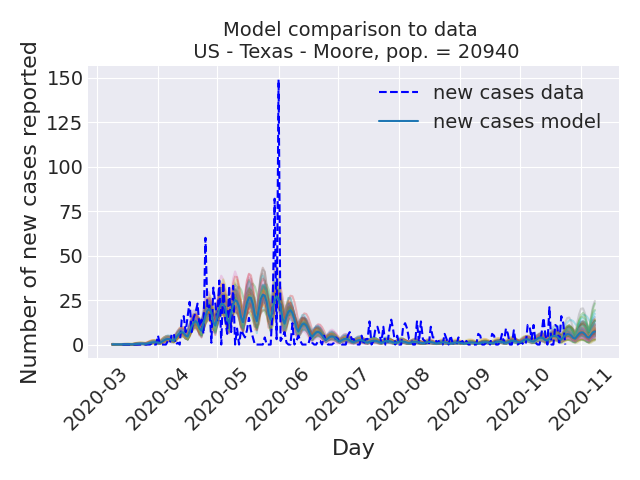 Model comparison to data
US - Texas - Moore, pop. = 20940
Number of new cases reported
150
125
100
75
50
25
0
new cases data
new cases model
2020-03
2020-04
2020-05
2020-06
2020-07
2020-08
2020-09
2020-10
2020-11
Day